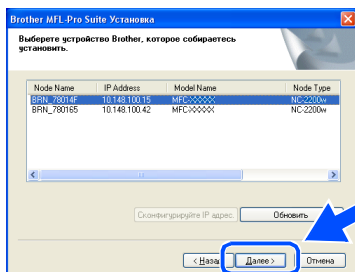 Brother MFL-Pro Suite Установка
Выберете устройство Brother, которое собираетесь
установить.
Node Name IP Address Model Name Node Type
BRN_78014F 10.148.100.15 MFC-XXXXX NC-2200w
BRN_780165 10.148.100.42 MFC-XXXXX NC-2200w
Сконфигурируйте IP адрес. Обновить
< Назад Далее > Отмена